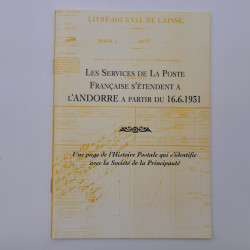 LIVRE-JOURNAL DE CAISSE.
LES SERVICES DE LA POSTE
FRANÇAISE S'ÉTENDENT A
L'ANDORRE A PARTIR DU 16.6.1931
Une page de l'Histoire Postale qui s'identifie
avec la Société de la Principauté